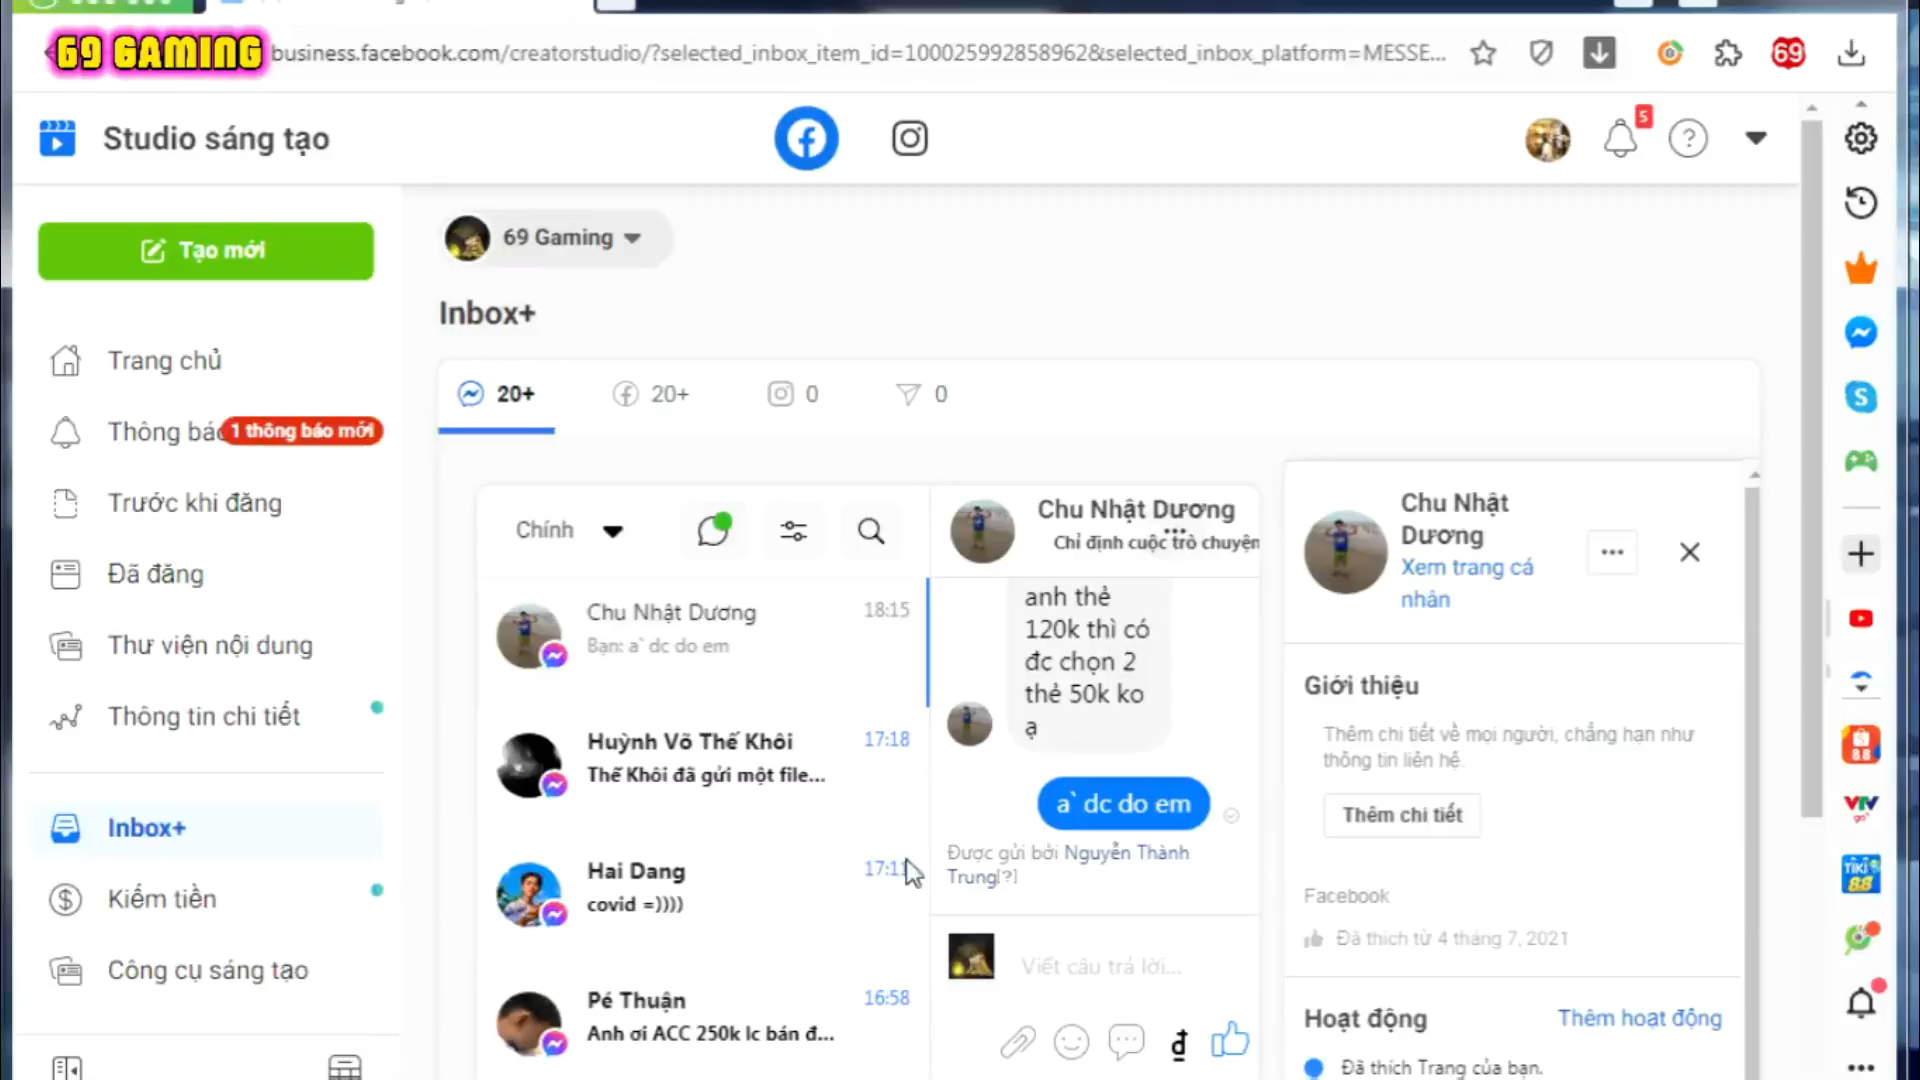 69 GAMING
business.facebook.com/creatorstudio/?selected_inbox_item_id=100025992858962&selected_inbox_platform=MESSE...
69
Studio sáng tạo
5
?
Tạo mới
69 Gaming
Inbox+
Trang chủ
Thông báo
1 thông báo mới
Trước khi đăng
Đã đăng
Thư viện nội dung
Thông tin chi tiết
Inbox+
Kiếm tiền
Công cụ sáng tạo
20+
20+
0
0
Chính
Chu Nhật Dương
18:15
Bạn: a` dc do em
Huỳnh Võ Thế Khôi
17:18
Thế Khôi đã gửi một file...
Hai Dang
17:11
covid =))))
Pé Thuận
16:58
Anh ơi ACC 250k lc bán đ...
Chu Nhật Dương
Chỉ định cuộc trò chuyện
anh thẻ
120k thì có
đc chọn 2
thẻ 50k ko
ạ
a` dc do em
Được gửi bởi Nguyễn Thành
Trung[?]
Viết câu trả lời...
đ
Chu Nhật
Dương
Xem trang cá
nhân
Giới thiệu
Thêm chi tiết về mọi người, chẳng hạn như
thông tin liên hệ.
Thêm chi tiết
Facebook
Đã thích từ 4 tháng 7, 2021
Hoạt động
Thêm hoạt động
Đã thích Trang của bạn.
S
8.8
VTV
go
TIKI
88